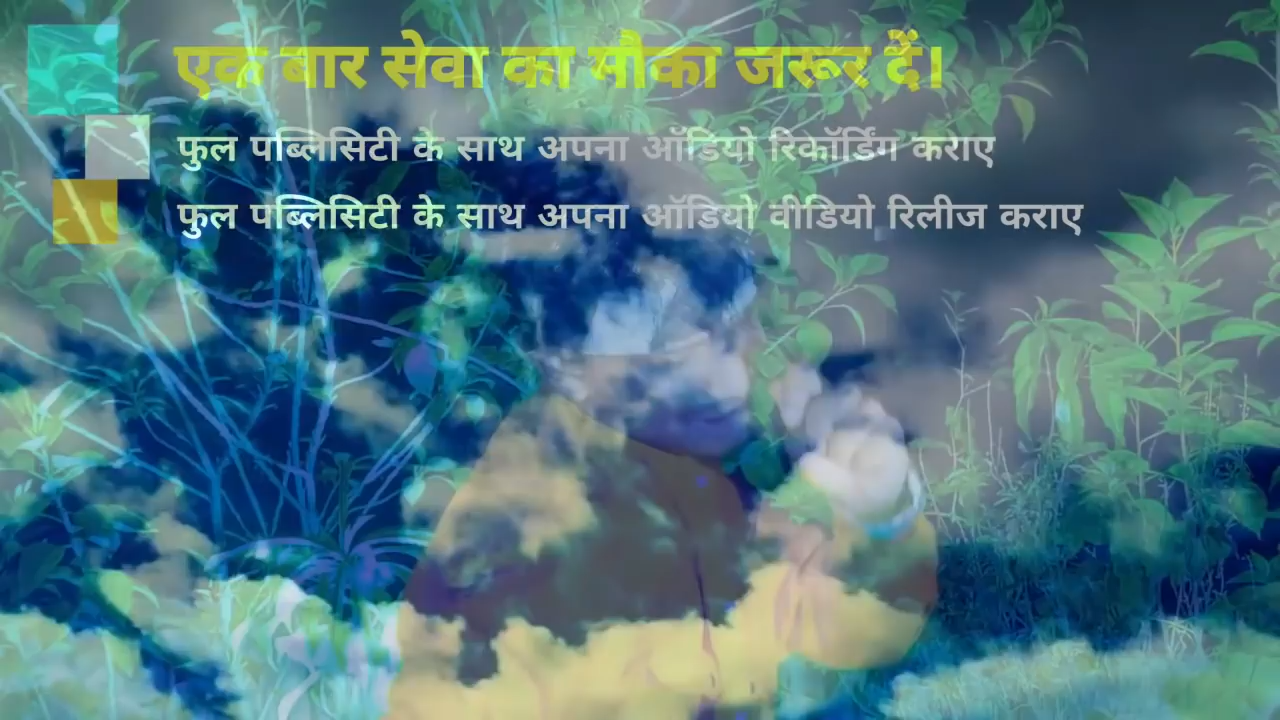 एक बार सेवा का मौका जरूर दें।
फुल पब्लिसिटी के साथ अपना ऑडियो रिकॉर्डिंग कराए
फुल पब्लिसिटी के साथ अपना ऑडियो वीडियो रिलीज कराए